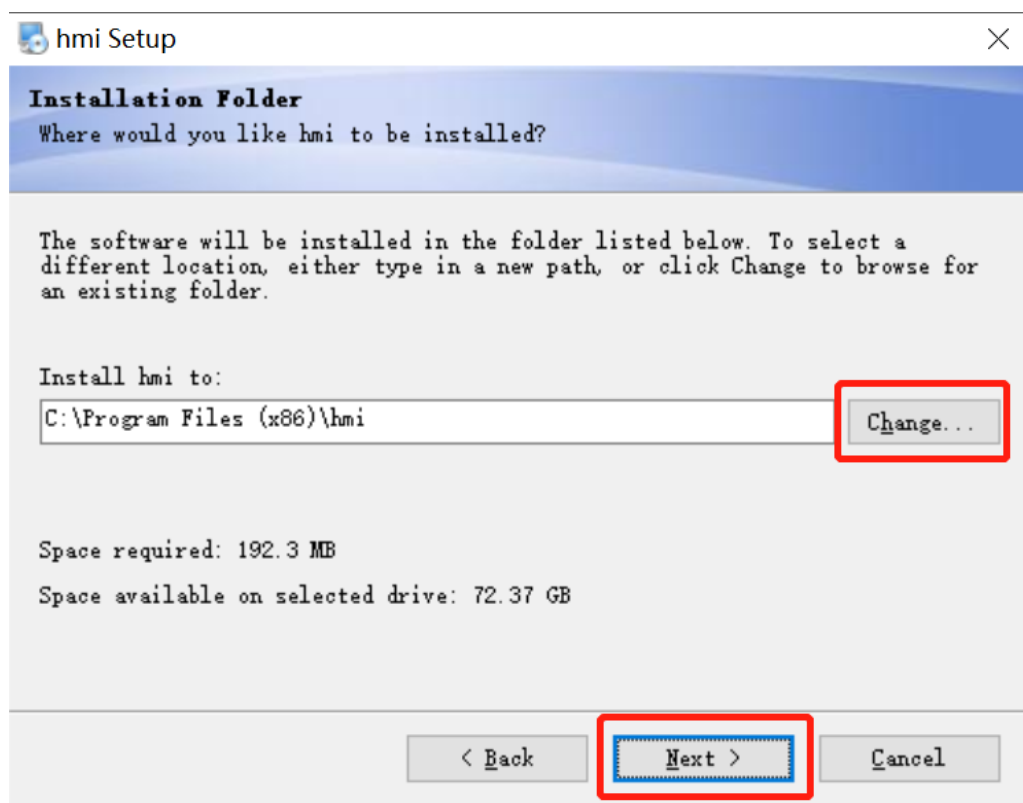 hmi Setup
Installation Folder
Where would you like hmi to be installed?
The software will be installed in the folder listed below. To select a
different location, either type in a new path, or click Change to browse for
an existing folder.
Install hmi to:
C:\Program Files (x86)\hmi
Change...
Space required: 192.3 MB
Space available on selected drive: 72.37 GB
< Back
Next >
Cancel